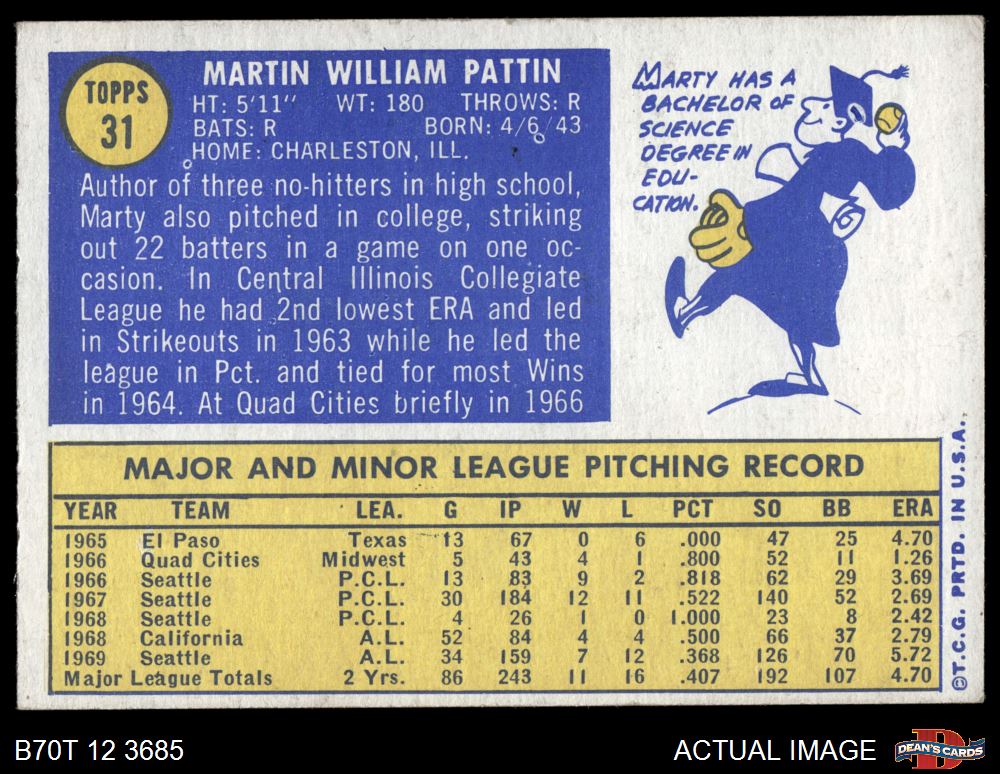 TOPPS
31
MARTIN WILLIAM PATTIN
HT: 5'11" WT: 180 THROWS: R
BATS: R BORN: 4/6/43
HOME: CHARLESTON, ILL.
Author of three no-hitters in high school,
Marty also pitched in college, striking
out 22 batters in a game on one oc-
casion. In Central Illinois Collegiate
League he had 2nd lowest ERA and led
in Strikeouts in 1963 while he led the
league in Pct. and tied for most Wins
in 1964. At Quad Cities briefly in 1966
MARTY HAS A
BACHELOR OF
SCIENCE
DEGREE IN
EDU-
CATION.
MAJOR AND MINOR LEAGUE PITCHING RECORD
YEAR TEAM LEA. G IP W L PCT SO BB ERA
1965 El Paso Texas 13 67 0 6 .000 47 25 4.70
1966 Quad Cities Midwest 5 43 4 1 .800 52 11 1.26
1966 Seattle P.C.L. 13 83 9 2 .818 62 29 3.69
1967 Seattle P.C.L. 30 184 12 11 .522 140 52 2.69
1968 Seattle P.C.L. 4 26 1 0 1.000 23 8 2.42
1968 California A.L. 52 84 4 4 .500 66 37 2.79
1969 Seattle A.L. 34 159 7 12 .368 126 70 5.72
Major League Totals 2 Yrs. 86 243 11 16 .407 192 107 4.70
©T.C.G. PRTD. IN U.S.A.
B70T 12 3685
ACTUAL IMAGE
D
DEAN'S CARDS